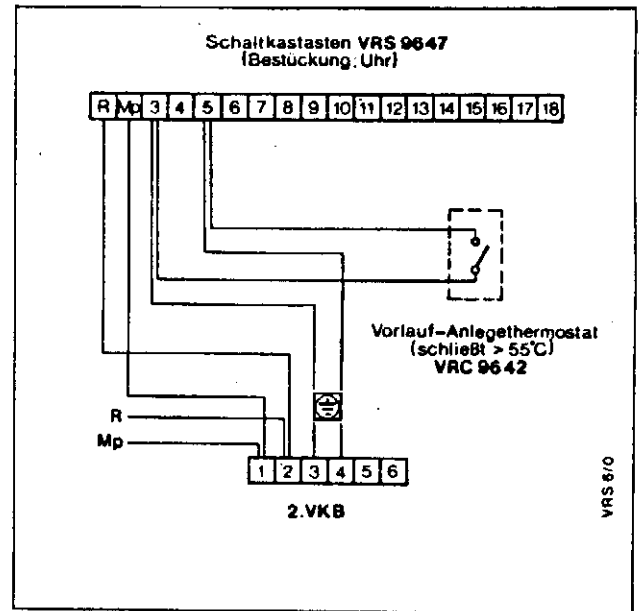 Schaltkastasten VRS 9647
(Bestückung: Uhr)
R Mp 3 4 5 6 7 8 9 10 11 12 13 14 15 16 17 18
Vorlauf-Anlegethermostat
(schließt > 55°C)
VRC 9642
R
Mp
1 2 3 4 5 6
2.VKB
VRS 6/0